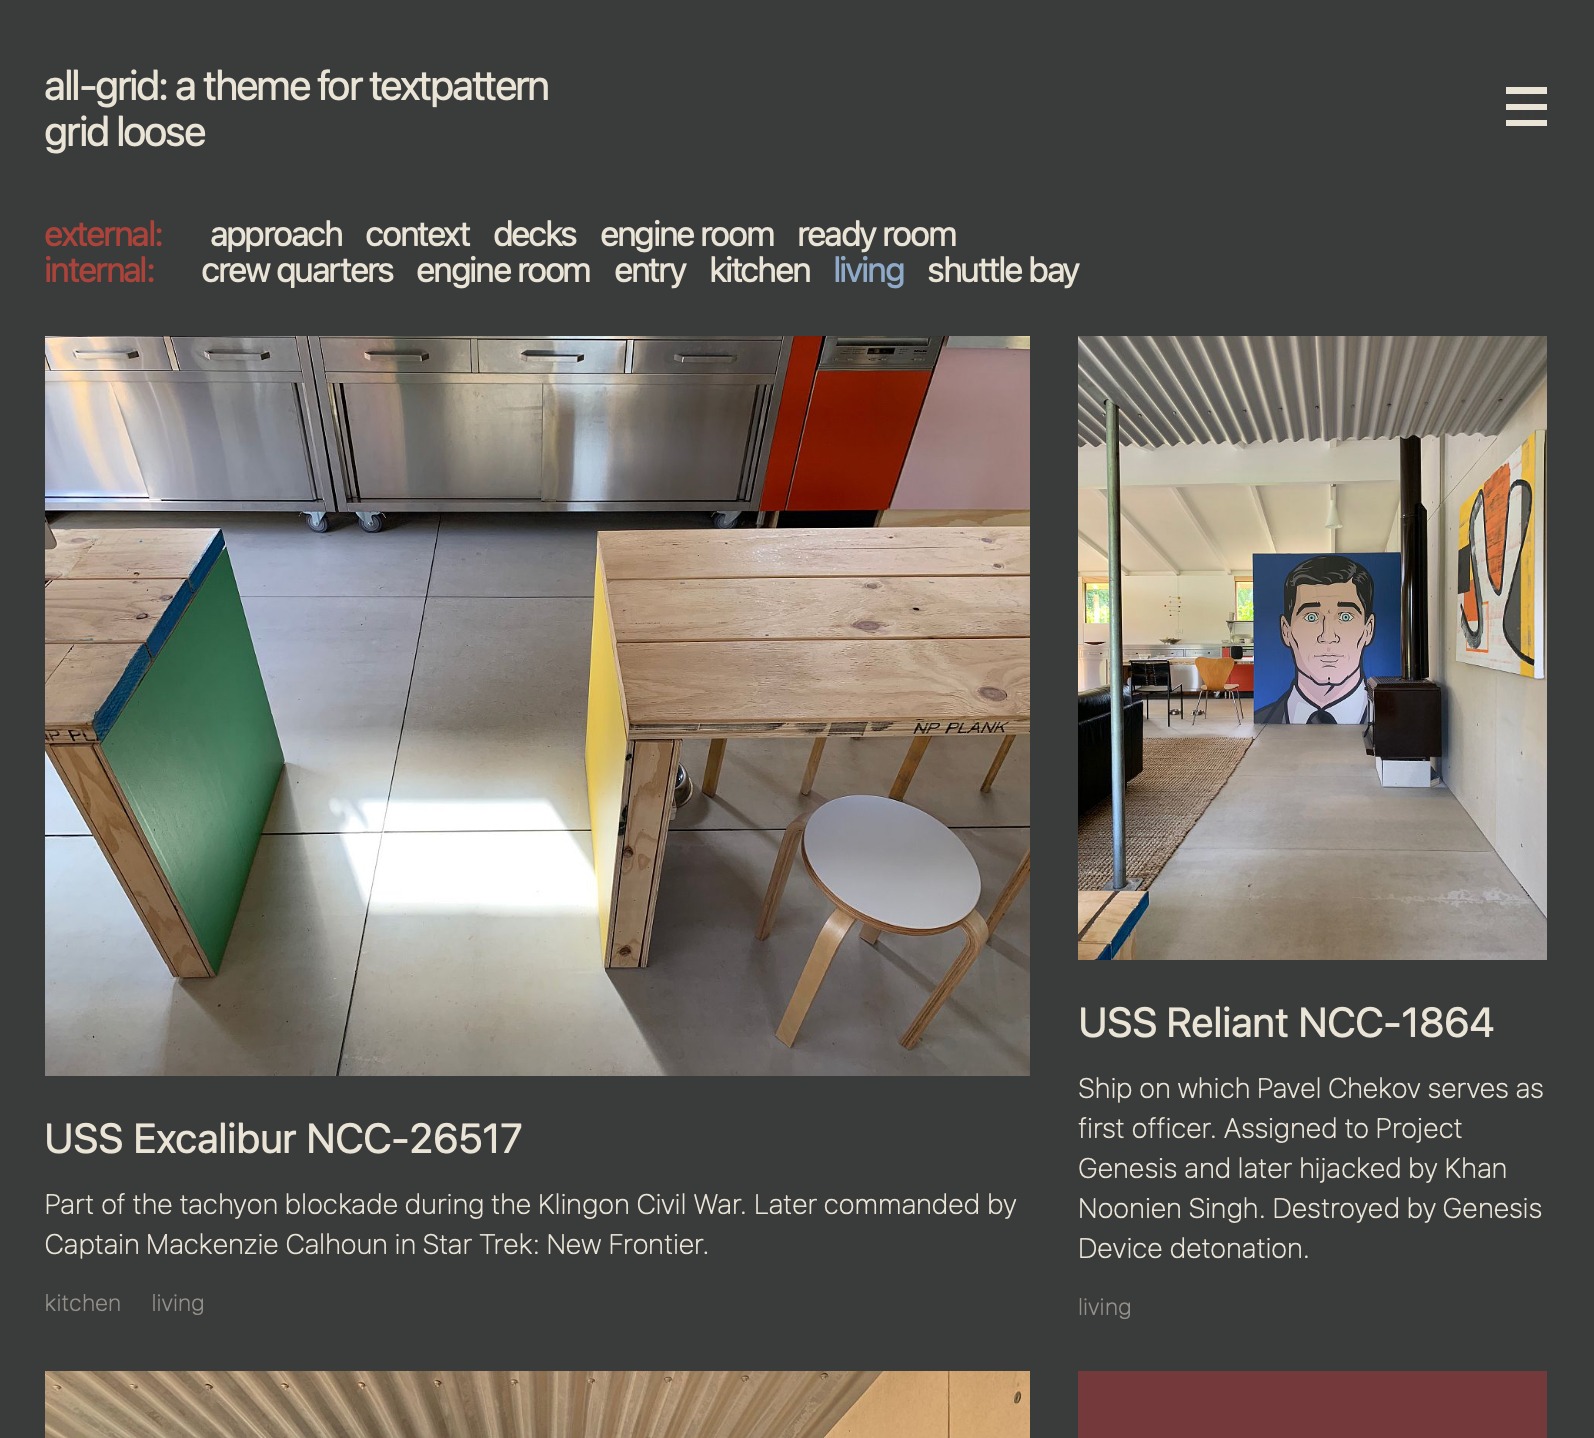 all-grid: a theme for textpattern
grid loose
external: approach context decks engine room ready room
internal: crew quarters engine room entry kitchen living shuttle bay
NP PL
NP PLANK
USS Excalibur NCC-26517
Part of the tachyon blockade during the Klingon Civil War. Later commanded by
Captain Mackenzie Calhoun in Star Trek: New Frontier.
kitchen living
USS Reliant NCC-1864
Ship on which Pavel Chekov serves as
first officer. Assigned to Project
Genesis and later hijacked by Khan
Noonien Singh. Destroyed by Genesis
Device detonation.
living